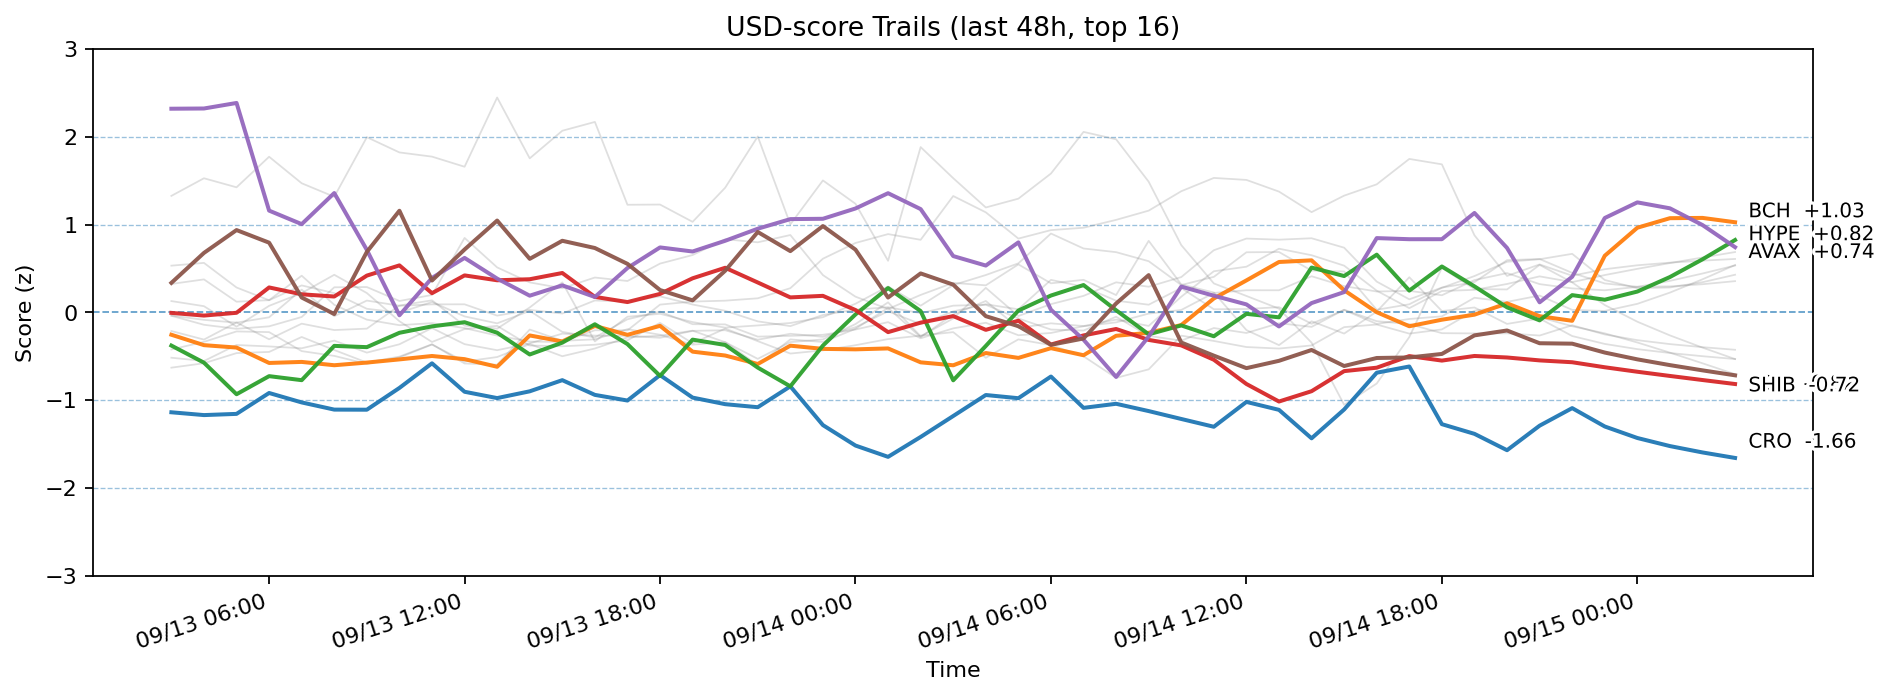 USD-score Trails (last 48h, top 16)
Score (z)
3
2
1
0
−1
−2
−3
BCH +1.03
HYPE +0.82
AVAX +0.74
SHIB
CRO -1.66
09/13 06:00
09/13 12:00
09/13 18:00
09/14 00:00
09/14 06:00
09/14 12:00
09/14 18:00
09/15 00:00
Time